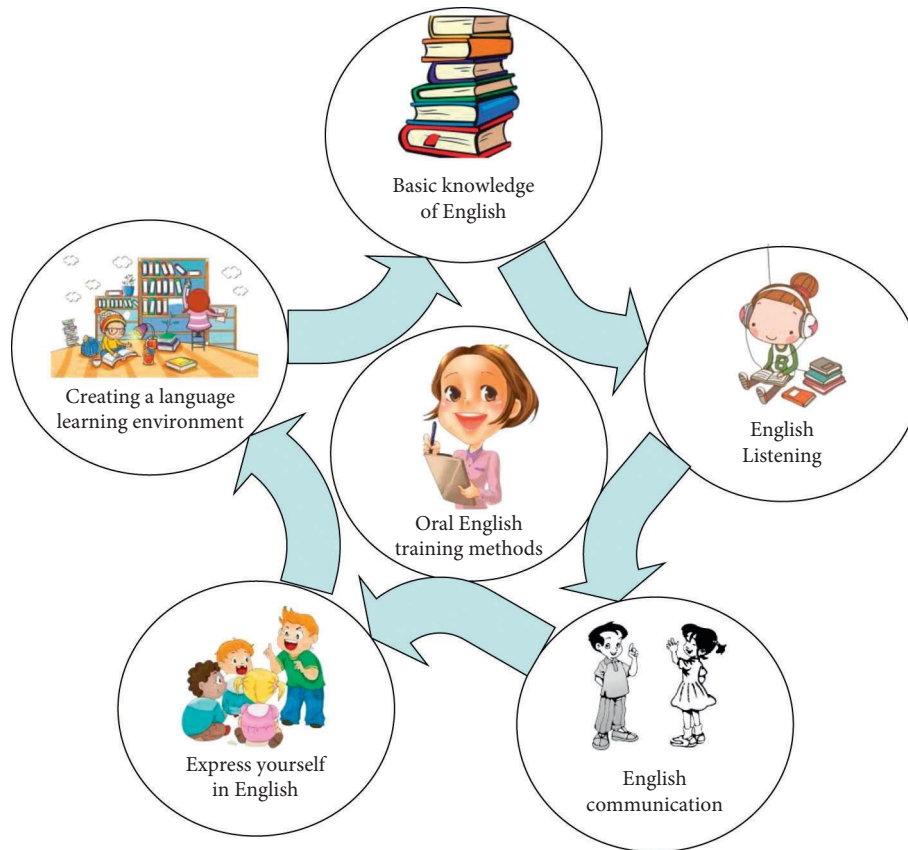 Basic knowledge
of English
English
Listening
English
communication
Express yourself
in English
Creating a language
learning environment
Oral English
training methods